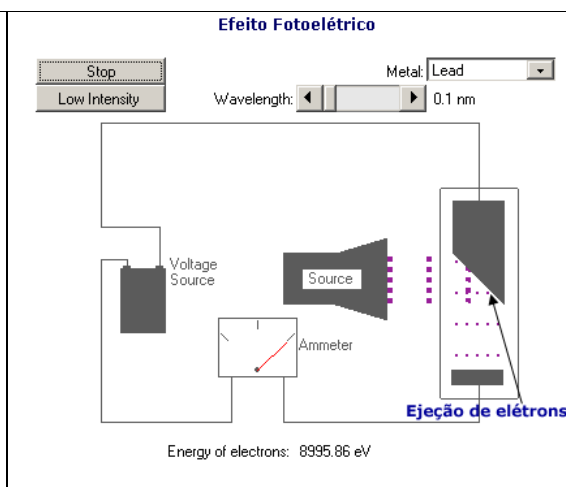 Efeito Fotoelétrico
Stop
Metal: Lead
Low Intensity
Wavelength: 0.1 nm
Voltage
Source
Source
Ammeter
Ejeção de elétrons
Energy of electrons: 8995.86 eV